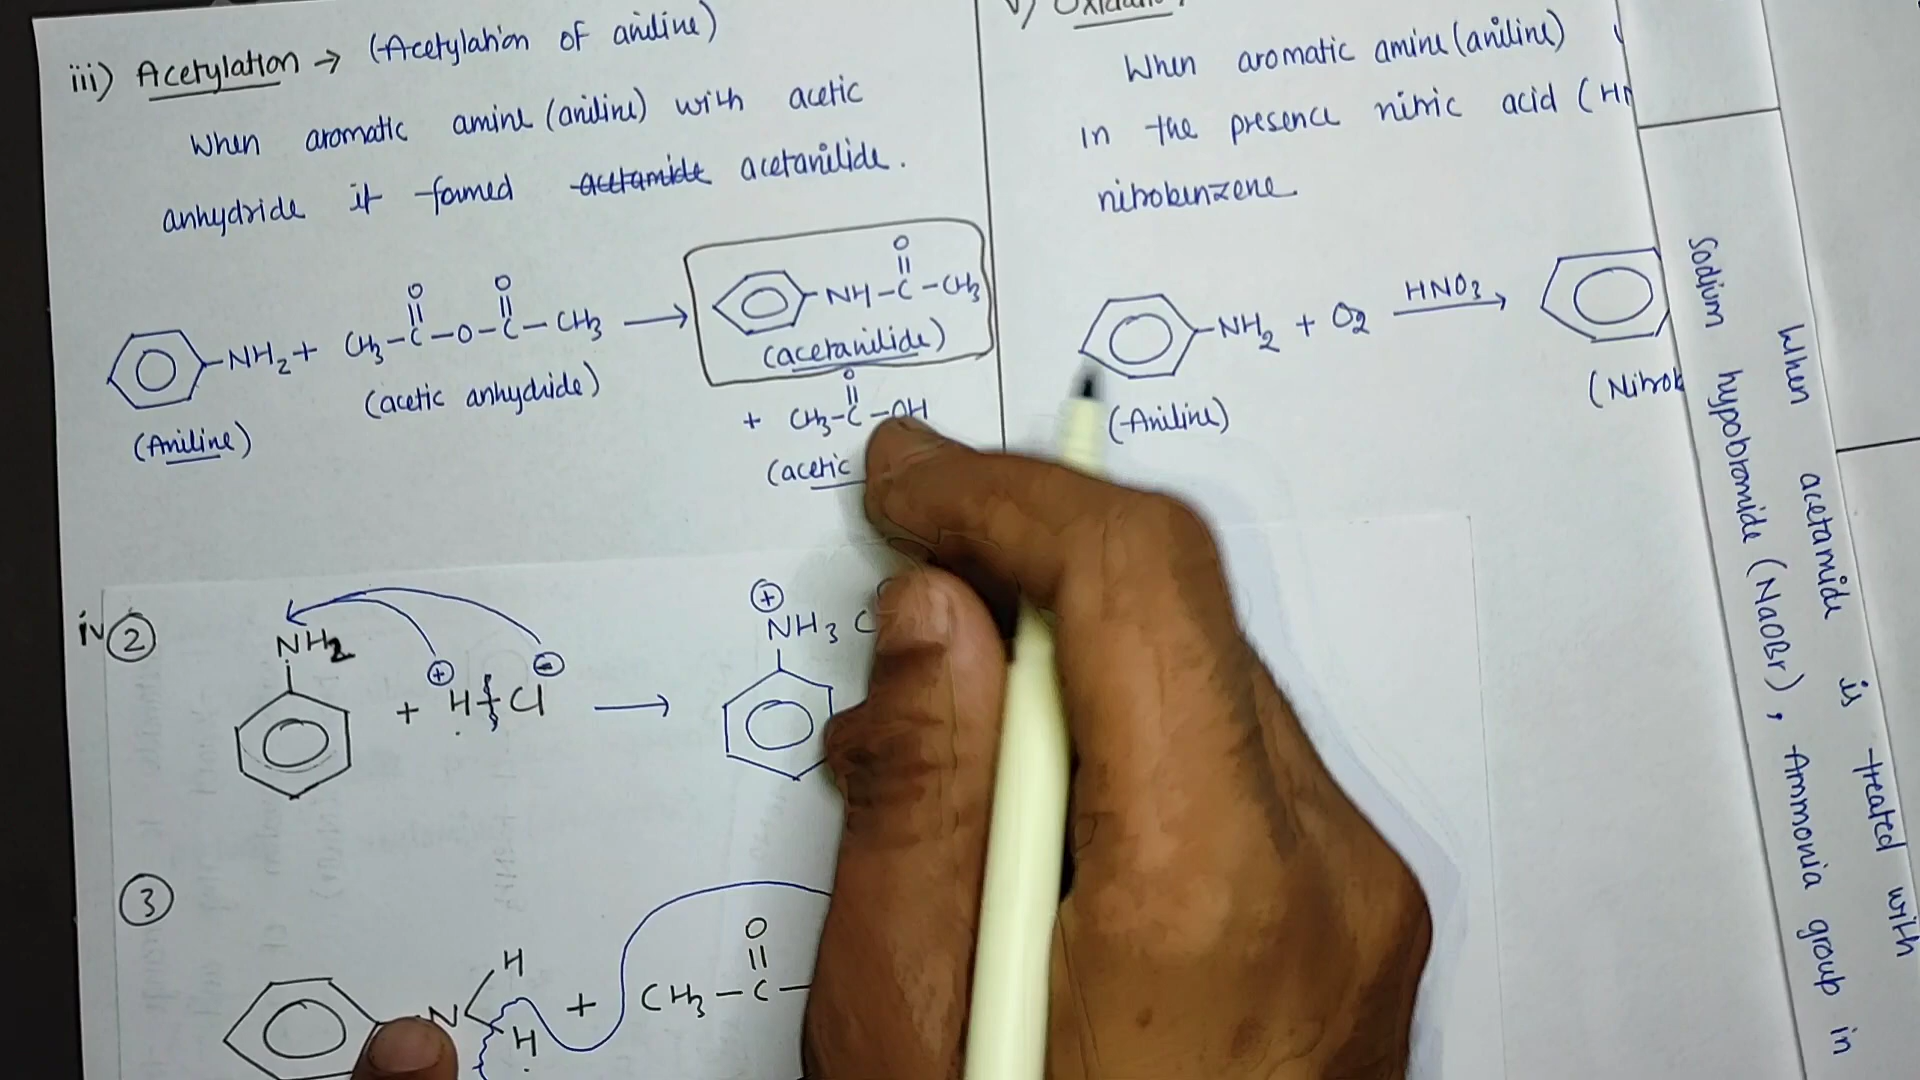 iii) Acetylation → (Acetylation of aniline)
When aromatic amine (aniline) with acetic
anhydride it formed acetamide acetanilide.
NH2 + CH3-C-O-C-CH3 → NH-C-CH3
O O O
(Aniline) (acetic anhydride) (acetanilide)
+ CH3-C-OH
O
(acetic
When aromatic amine (aniline)
in the presence nitric acid (
nitrobenzene.
NH2 + O2 HNO3 →
(Aniline) (Nitrob
iv) 2
NH2 + H Cl → NH3 C
+ - +
3
N H H + CH3-C-
O
When acetamide is treated with
Sodium hypobromide (NaOBr), Ammonia group in